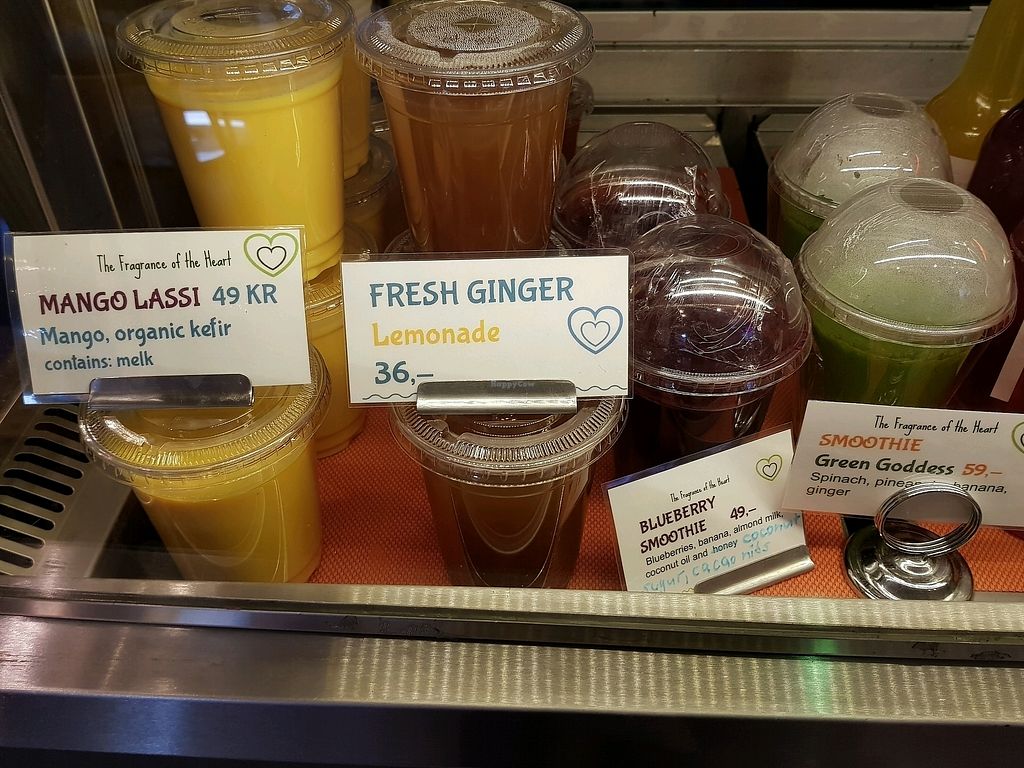 The Fragrance of the Heart
MANGO LASSI 49 KR
Mango, organic kefir
contains: melk
FRESH GINGER
Lemonade
36,–
HappyCow
The Fragrance of the Heart
BLUEBERRY
SMOOTHIE 49.–
Blueberries, banana, almond milk,
coconut oil and honey coconut
sugar, cacao nibs
The Fragrance of the Heart
SMOOTHIE
Green Goddess 59.–
Spinach, banana,
ginger